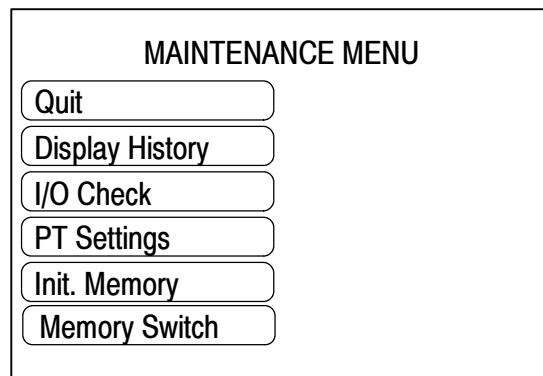 MAINTENANCE MENU
Quit
Display History
I/O Check
PT Settings
Init. Memory
Memory Switch